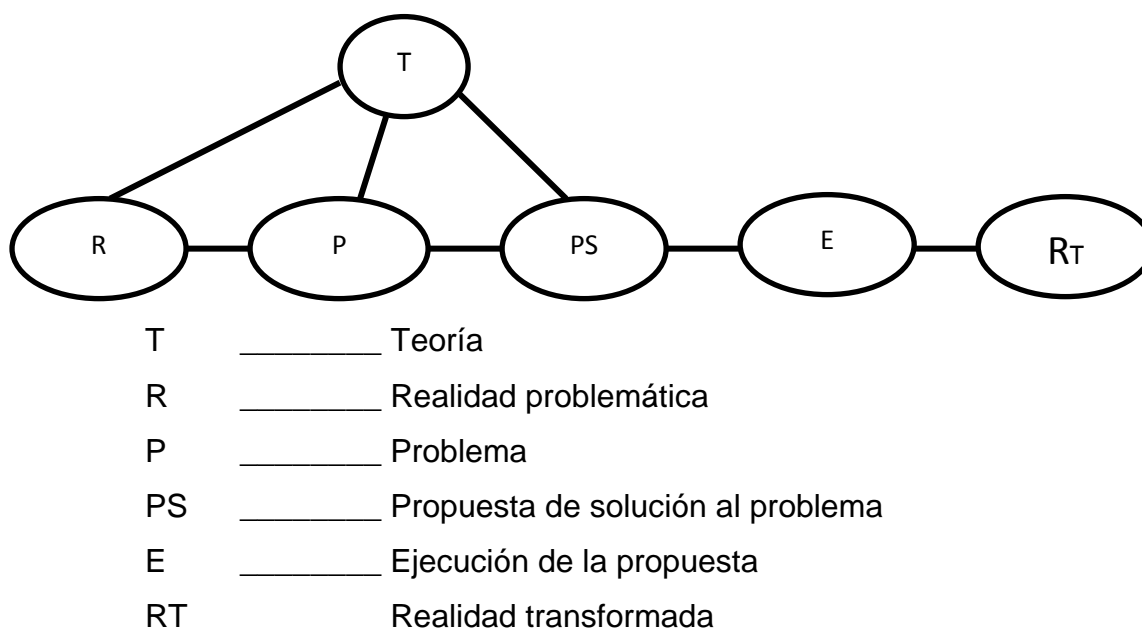 T
R
P
PS
E
RT
T ________ Teoría
R ________ Realidad problemática
P ________ Problema
PS ________ Propuesta de solución al problema
E ________ Ejecución de la propuesta
RT Realidad transformada